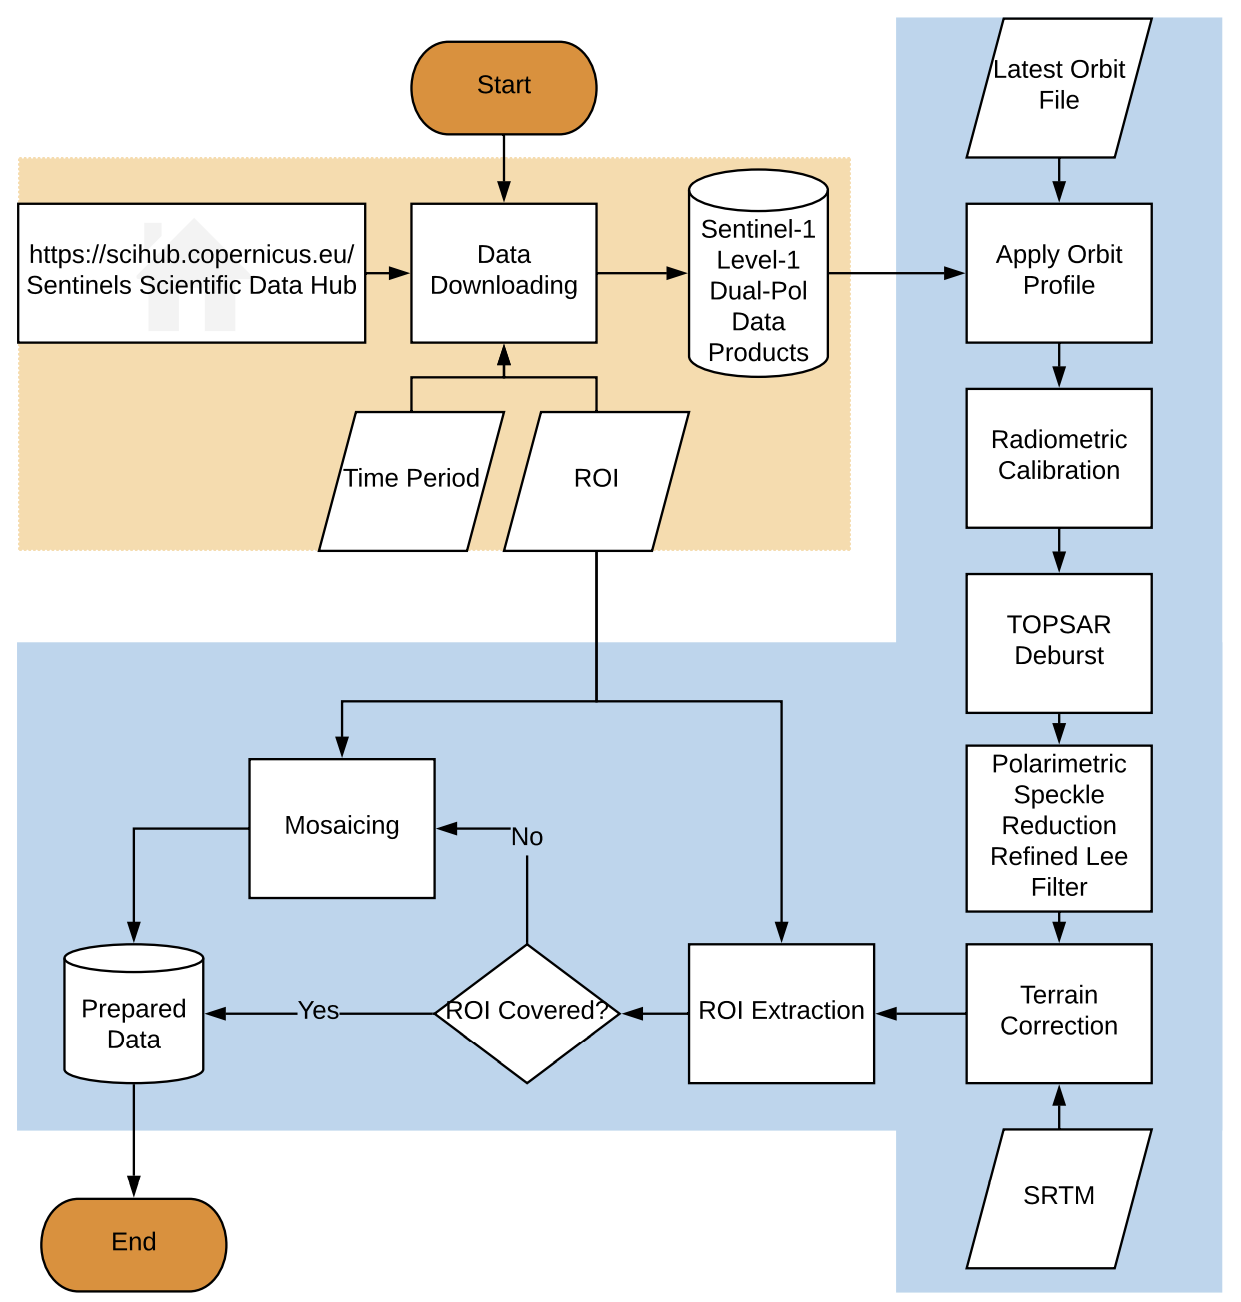 Start
Latest Orbit
File
https://scihub.copernicus.eu/
Sentinels Scientific Data Hub
Data
Downloading
Sentinel-1
Level-1
Dual-Pol
Data
Products
Apply Orbit
Profile
Time Period
ROI
Radiometric
Calibration
TOPSAR
Deburst
Polarimetric
Speckle
Reduction
Refined Lee
Filter
Mosaicing
No
Prepared
Data
Yes
ROI Covered?
ROI Extraction
Terrain
Correction
SRTM
End